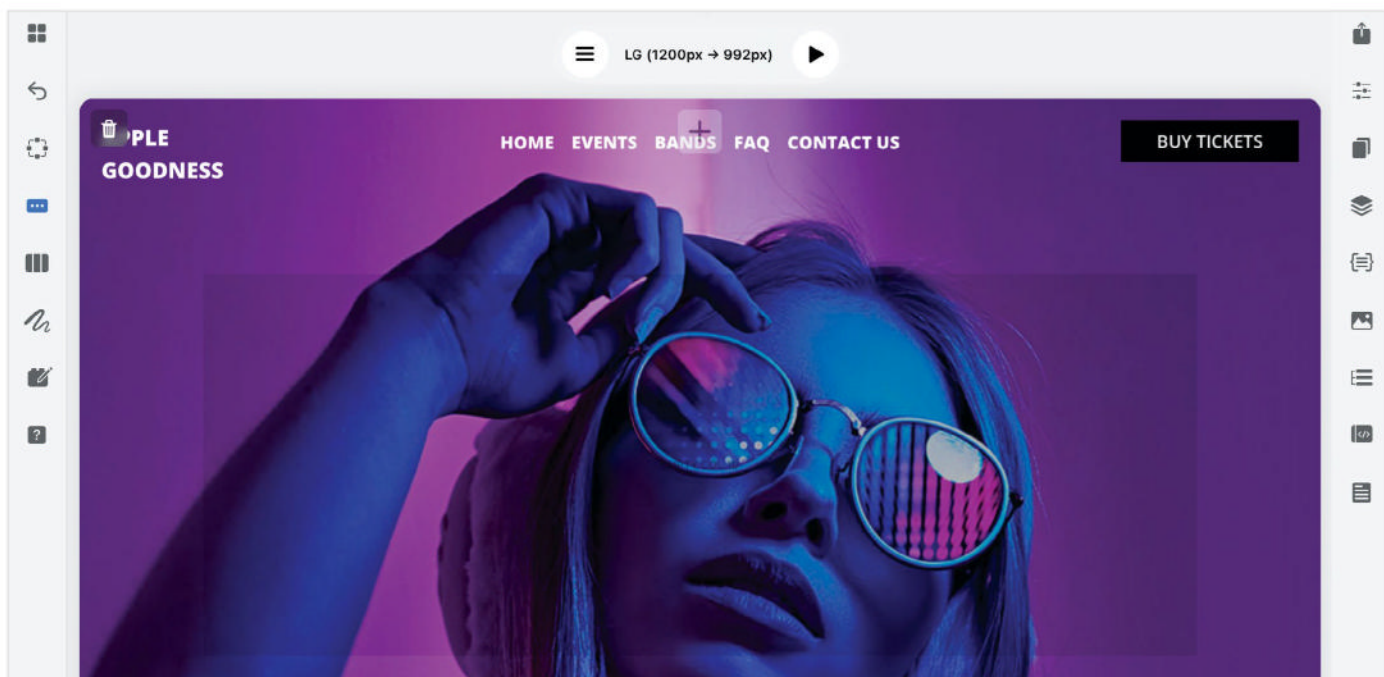 LG (1200px → 992px)
PLE
GOODNESS
HOME EVENTS BANDS FAQ CONTACT US
BUY TICKETS
?